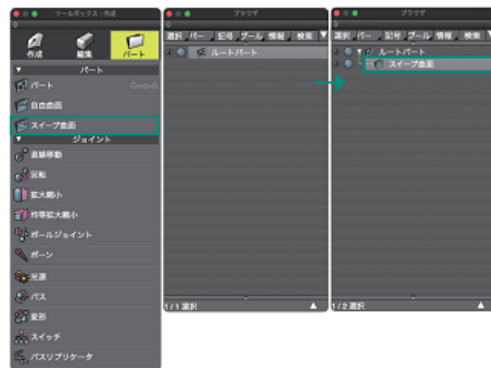 ツールボックス：作成
作成
編集
パート
パート
パート
Cmd+G
自由曲面
スイープ曲面
ジョイント
直線移動
回転
拡大縮小
均等拡大縮小
ボールジョイント
ボーン
光源
パス
変形
スイッチ
パスリプリケータ
ブラウザ
選択 パー 記号 ブール 情報 検索
ルートパート
1/1 選択
ブラウザ
選択 パー 記号 ブール 情報 検索
ルートパート
スイープ曲面
1/2 選択